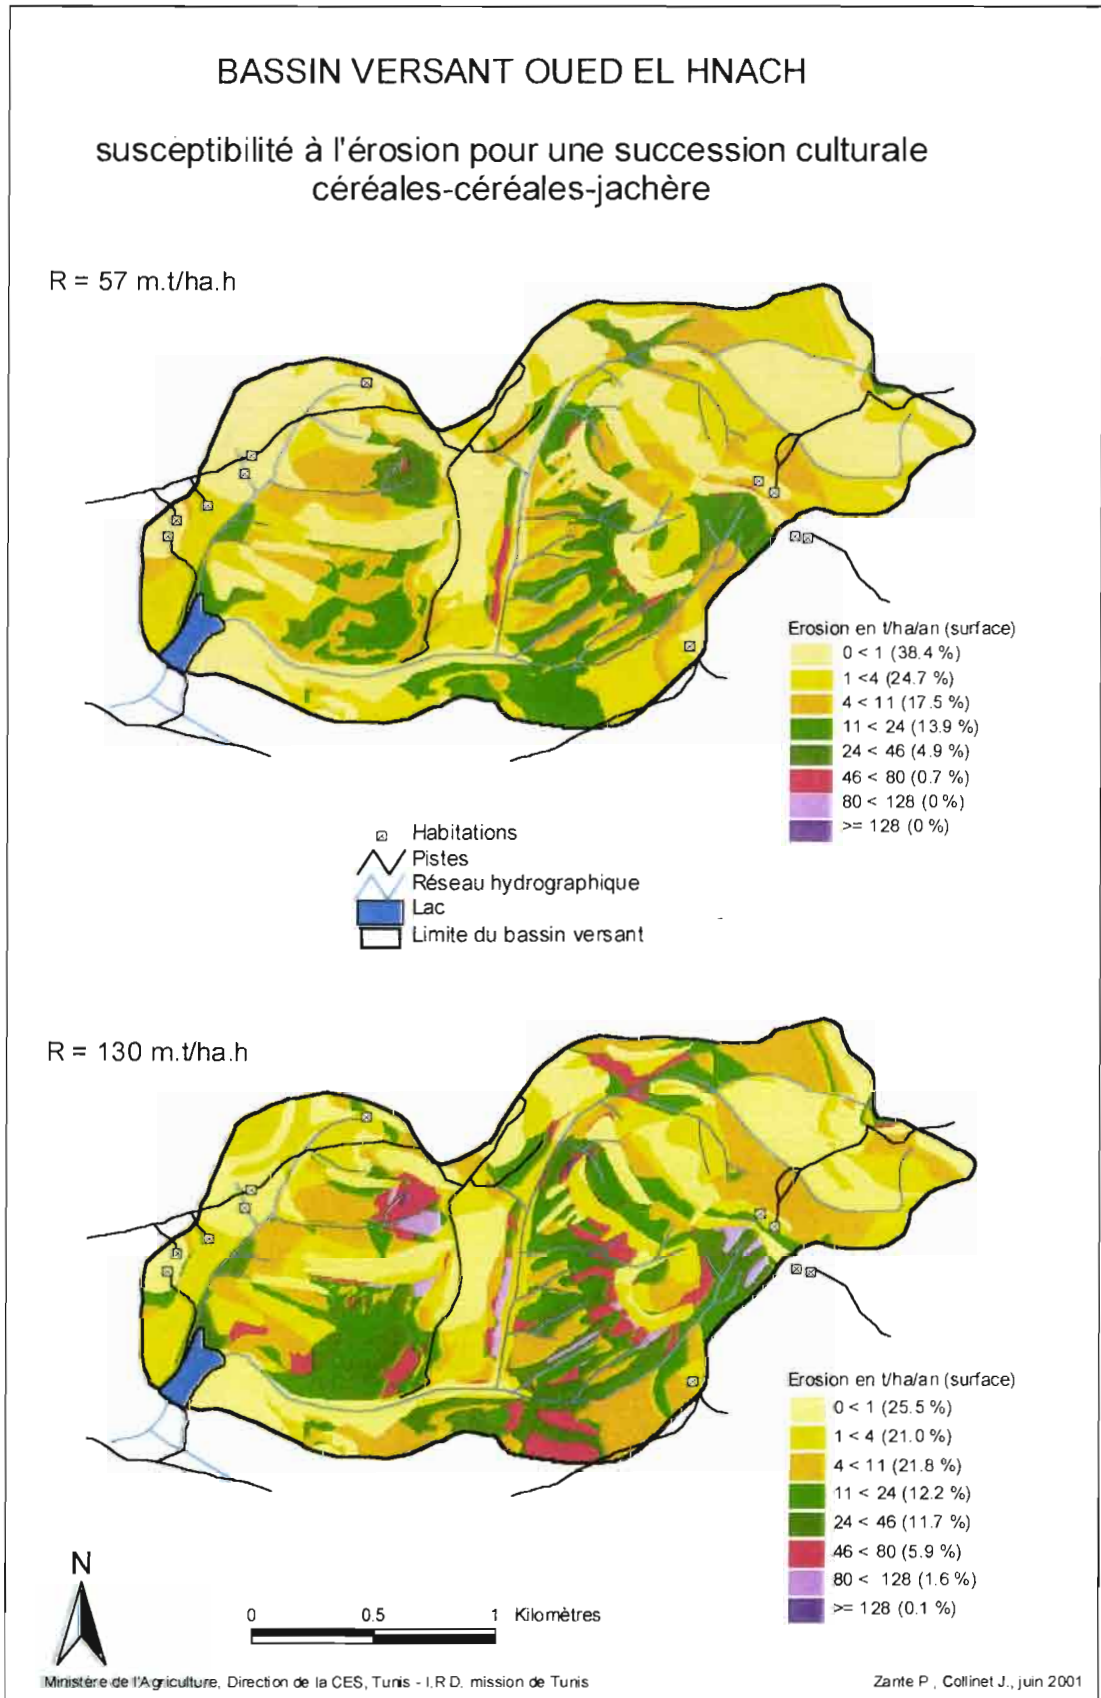 BASSIN VERSANT OUED EL HNACH
susceptibilité à l'érosion pour une succession culturale
céréales-céréales-jachère
R = 57 m.t/ha.h
Erosion en t/ha/an (surface)
0 < 1 (38.4 %)
1 <4 (24.7 %)
4 < 11 (17.5 %)
11 < 24 (13.9 %)
24 < 46 (4.9 %)
46 < 80 (0.7 %)
80 < 128 (0 %)
>= 128 (0 %)
Habitations
Pistes
Réseau hydrographique
Lac
Limite du bassin versant
R = 130 m.t/ha.h
Erosion en t/ha/an (surface)
0 < 1 (25.5 %)
1 < 4 (21.0 %)
4 < 11 (21.8 %)
11 < 24 (12.2 %)
24 < 46 (11.7 %)
46 < 80 (5.9 %)
80 < 128 (1.6 %)
>= 128 (0.1 %)
N
0 0.5 1 Kilomètres
Ministère de l'Agriculture, Direction de la CES, Tunis - I.R.D. mission de Tunis
Zante P., Collinet J., juin 2001